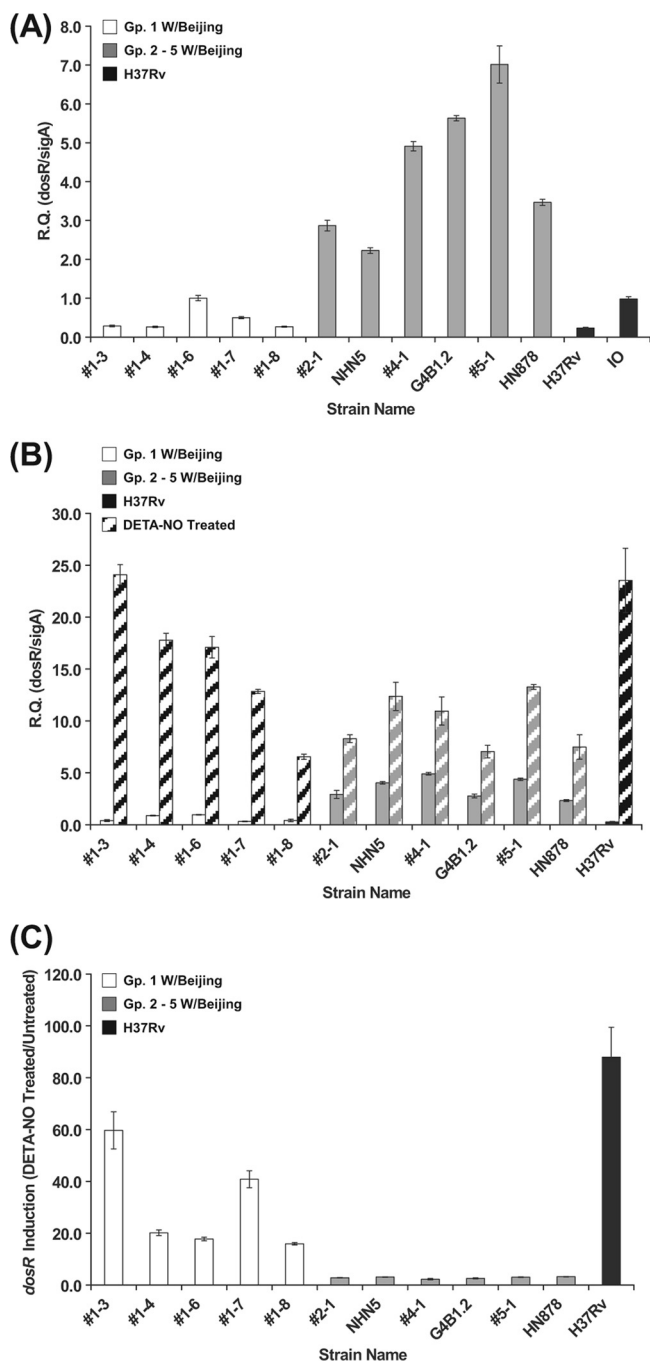 (A)
Gp. 1 W/Beijing
Gp. 2 - 5 W/Beijing
H37Rv
8.0
7.0
6.0
5.0
4.0
3.0
2.0
1.0
0.0
R.Q. (dosR/sigA)
#1-3 #1-4 #1-6 #1-7 #1-8 #2-1 NHN5 #4-1 G4B1.2 #5-1 HN878 H37Rv IO
Strain Name
(B)
Gp. 1 W/Beijing
Gp. 2 - 5 W/Beijing
H37Rv
DETA-NO Treated
30.0
25.0
20.0
15.0
10.0
5.0
0.0
R.Q. (dosR/sigA)
#1-3 #1-4 #1-6 #1-7 #1-8 #2-1 NHN5 #4-1 G4B1.2 #5-1 HN878 H37Rv
Strain Name
(C)
Gp. 1 W/Beijing
Gp. 2 - 5 W/Beijing
H37Rv
120.0
100.0
80.0
60.0
40.0
20.0
0.0
dosR Induction (DETA-NO Treated/Untreated)
#1-3 #1-4 #1-6 #1-7 #1-8 #2-1 NHN5 #4-1 G4B1.2 #5-1 HN878 H37Rv
Strain Name